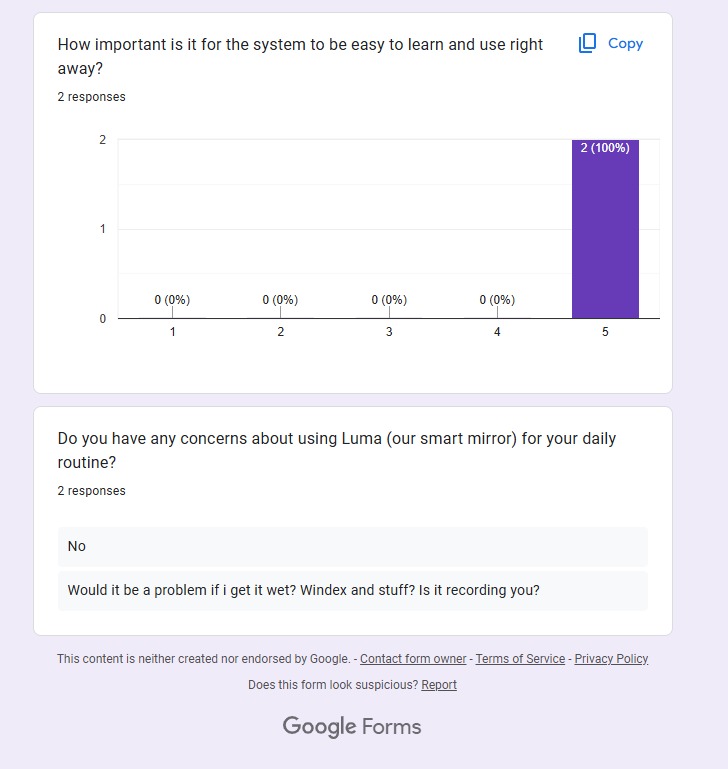 How important is it for the system to be easy to learn and use right
away?
Copy
2 responses
2
1
0
0 (0%)
0 (0%)
0 (0%)
0 (0%)
2 (100%)
1
2
3
4
5
Do you have any concerns about using Luma (our smart mirror) for your daily
routine?
2 responses
No
Would it be a problem if i get it wet? Windex and stuff? Is it recording you?
This content is neither created nor endorsed by Google. - Contact form owner - Terms of Service - Privacy Policy
Does this form look suspicious? Report
Google Forms